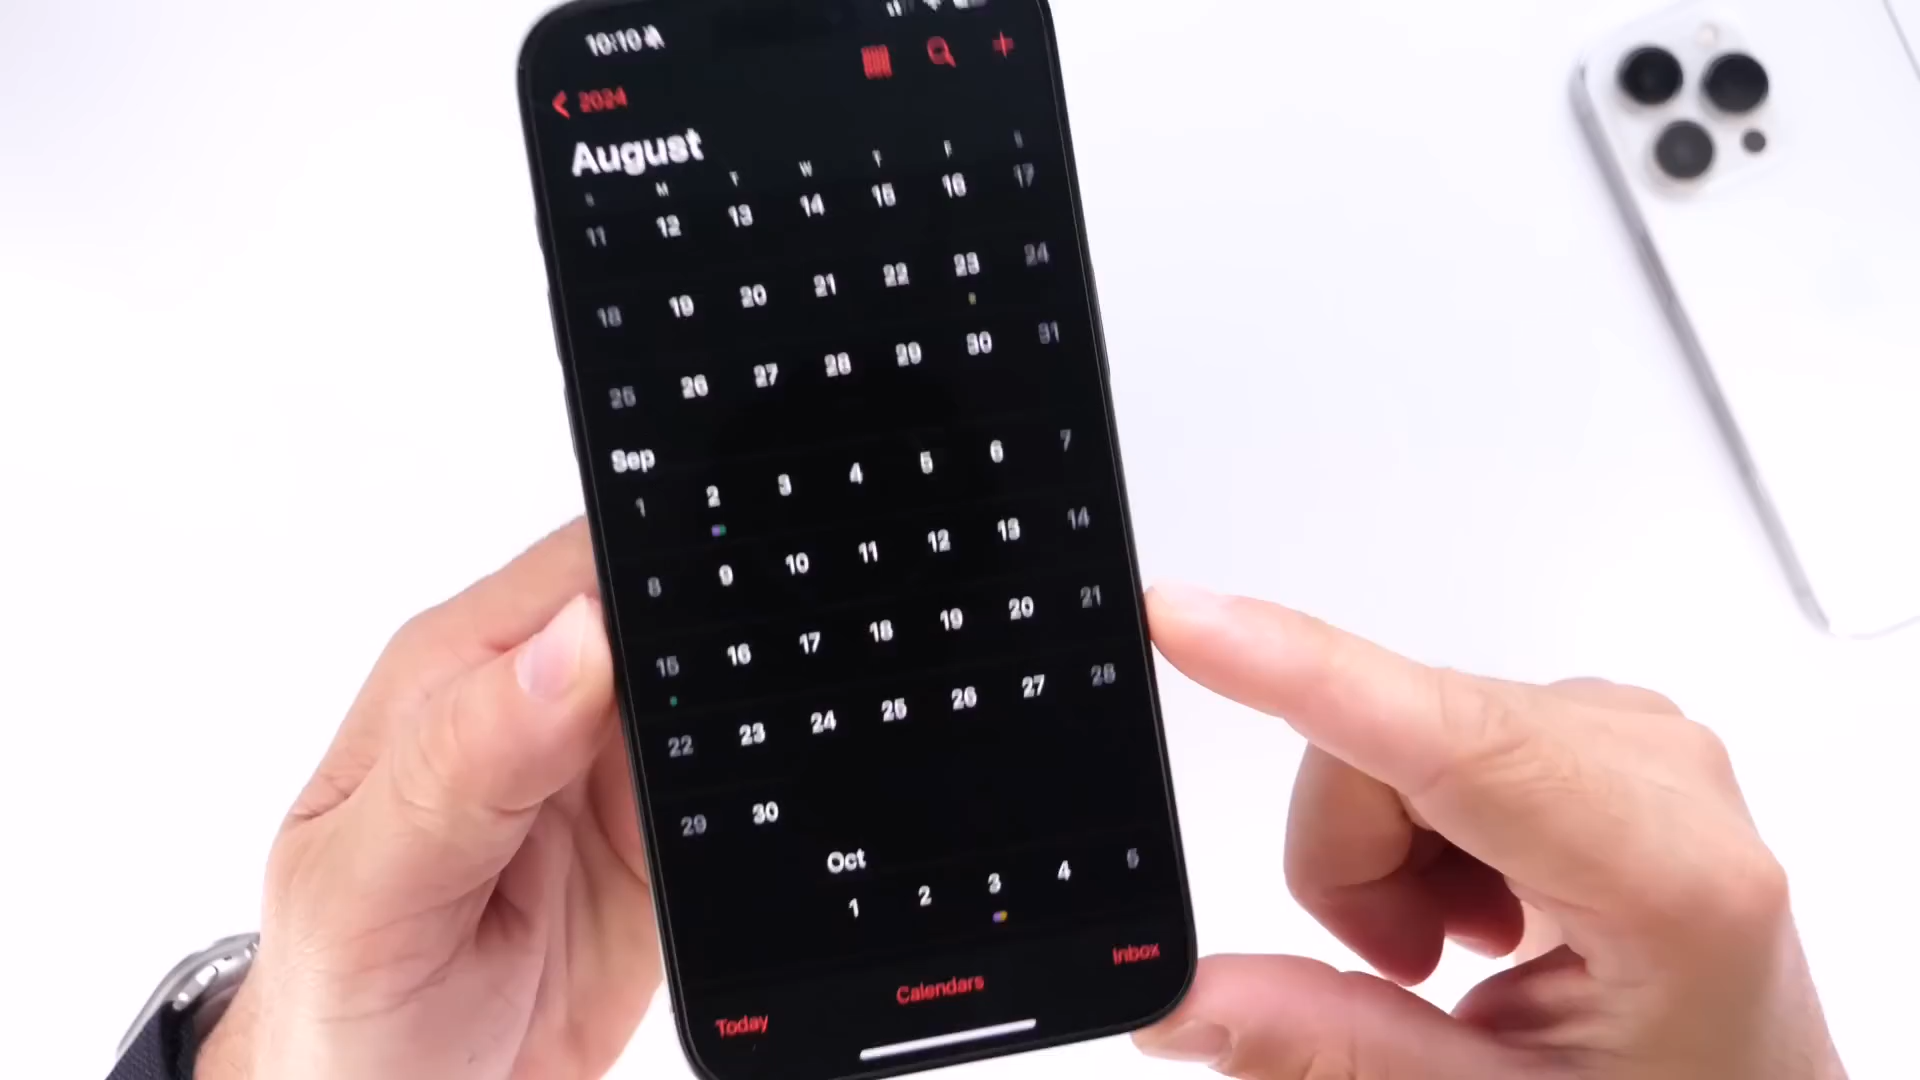 10:10
2024
August
S M T W T F S
11 12 13 14 15 16 17
18 19 20 21 22 23 24
25 26 27 28 29 30 31
Sep
1 2 3 4 5 6 7
8 9 10 11 12 13 14
15 16 17 18 19 20 21
22 23 24 25 26 27 28
29 30
Oct
1 2 3 4 5
Today Calendars Inbox